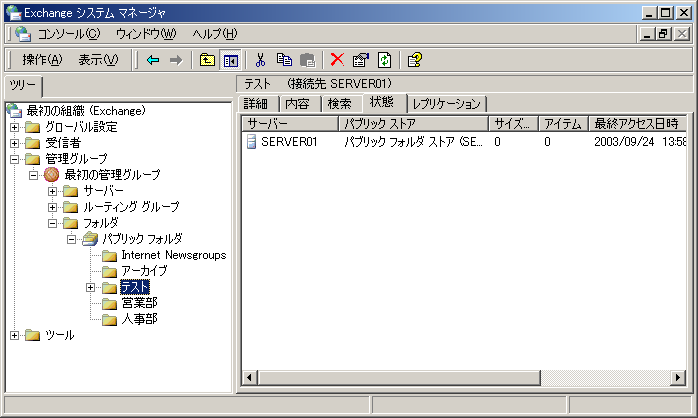 Exchange システム マネージャ
コンソール(C) ウィンドウ(W) ヘルプ(H)
操作(A) 表示(V)
ツリー
最初の組織 (Exchange)
グローバル設定
受信者
管理グループ
最初の管理グループ
サーバー
ルーティング グループ
フォルダ
パブリック フォルダ
Internet Newsgroups
アーカイブ
テスト
営業部
人事部
ツール
テスト (接続先 SERVER01)
詳細 内容 検索 状態 レプリケーション
サーバー パブリック ストア サイズ... アイテム 最終アクセス日時
SERVER01 パブリック フォルダ ストア (SE... 0 0 2003/09/24 13:58